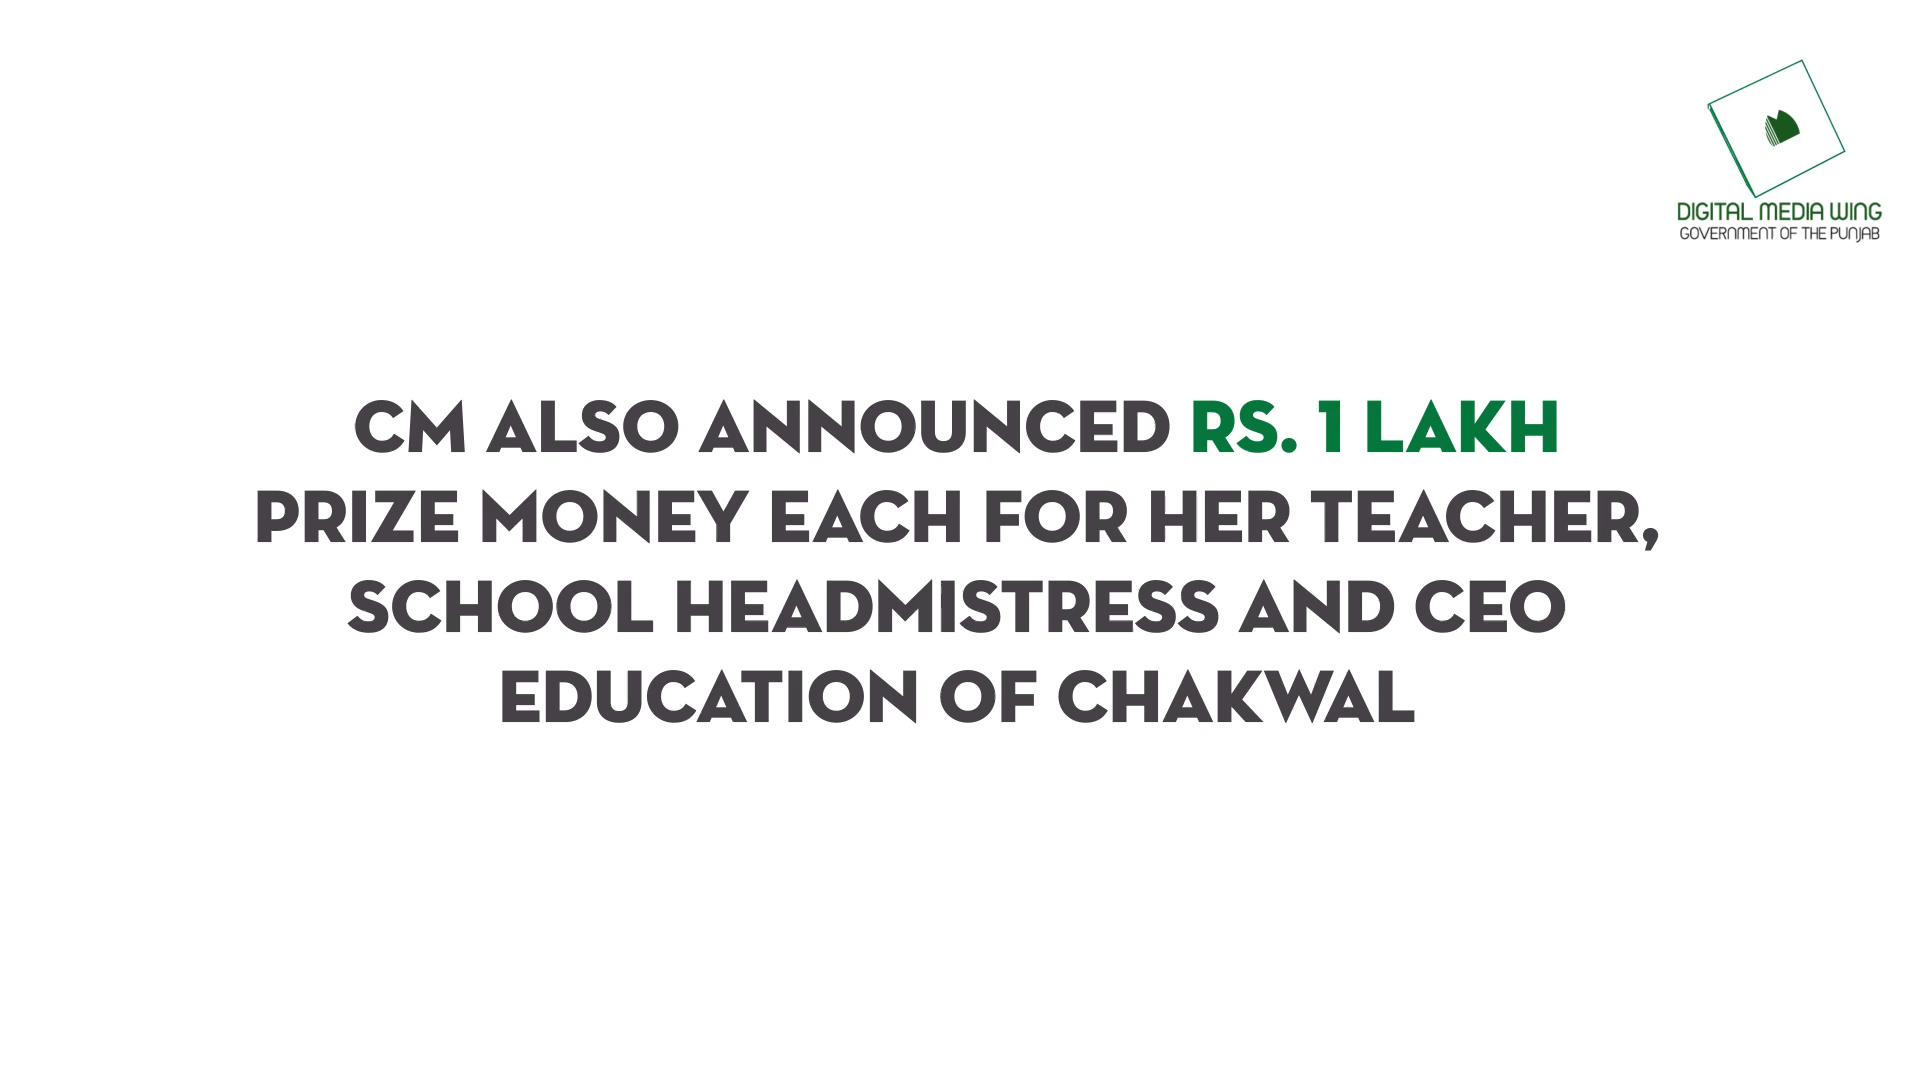 DIGITAL MEDIA WING
GOVERNMENT OF THE PUNJAB
CM ALSO ANNOUNCED RS. 1 LAKH
PRIZE MONEY EACH FOR HER TEACHER,
SCHOOL HEADMISTRESS AND CEO
EDUCATION OF CHAKWAL